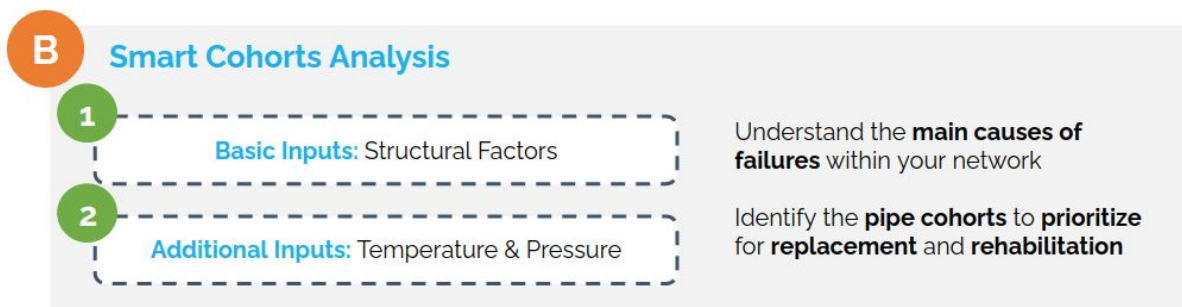 B
Smart Cohorts Analysis
1
Basic Inputs: Structural Factors
2
Additional Inputs: Temperature & Pressure
Understand the main causes of
failures within your network
Identify the pipe cohorts to prioritize
for replacement and rehabilitation